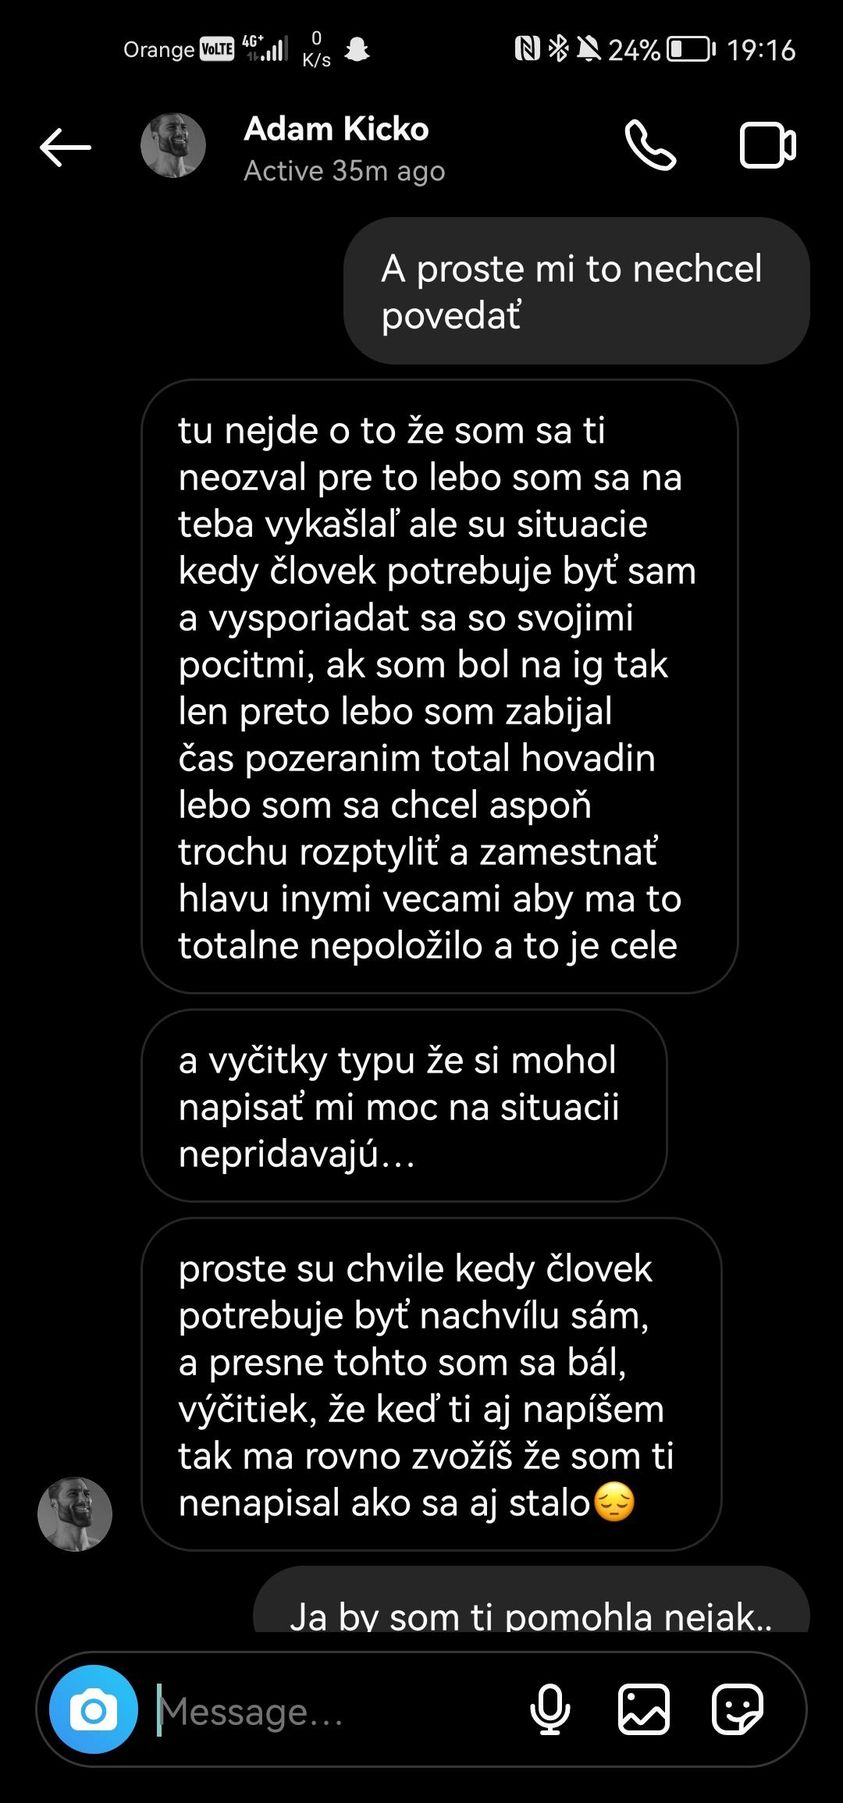 Orange VoLTE 4G+ 0 K/s 24% 19:16
Adam Kicko
Active 35m ago
A proste mi to nechcel
povedať
tu nejde o to že som sa ti
neozval pre to lebo som sa na
teba vykašlaľ ale su situacie
kedy človek potrebuje byť sam
a vysporiadat sa so svojimi
pocitmi, ak som bol na ig tak
len preto lebo som zabijal
čas pozeranim total hovadin
lebo som sa chcel aspoň
trochu rozptyliť a zamestnať
hlavu inymi vecami aby ma to
totalne nepoložilo a to je cele
a vyčitky typu že si mohol
napisať mi moc na situacii
nepridavajú...
proste su chvile kedy človek
potrebuje byť nachvílu sám,
a presne tohto som sa bál,
výčitiek, že keď ti aj napíšem
tak ma rovno zvožíš že som ti
nenapisal ako sa aj stalo😔
Ja by som ti pomohla nejak..
Message...